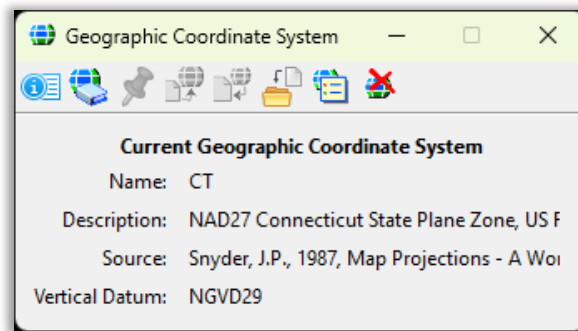 Geographic Coordinate System
Current Geographic Coordinate System
Name: CT
Description: NAD27 Connecticut State Plane Zone, US F
Source: Snyder, J.P., 1987, Map Projections - A Wor
Vertical Datum: NGVD29